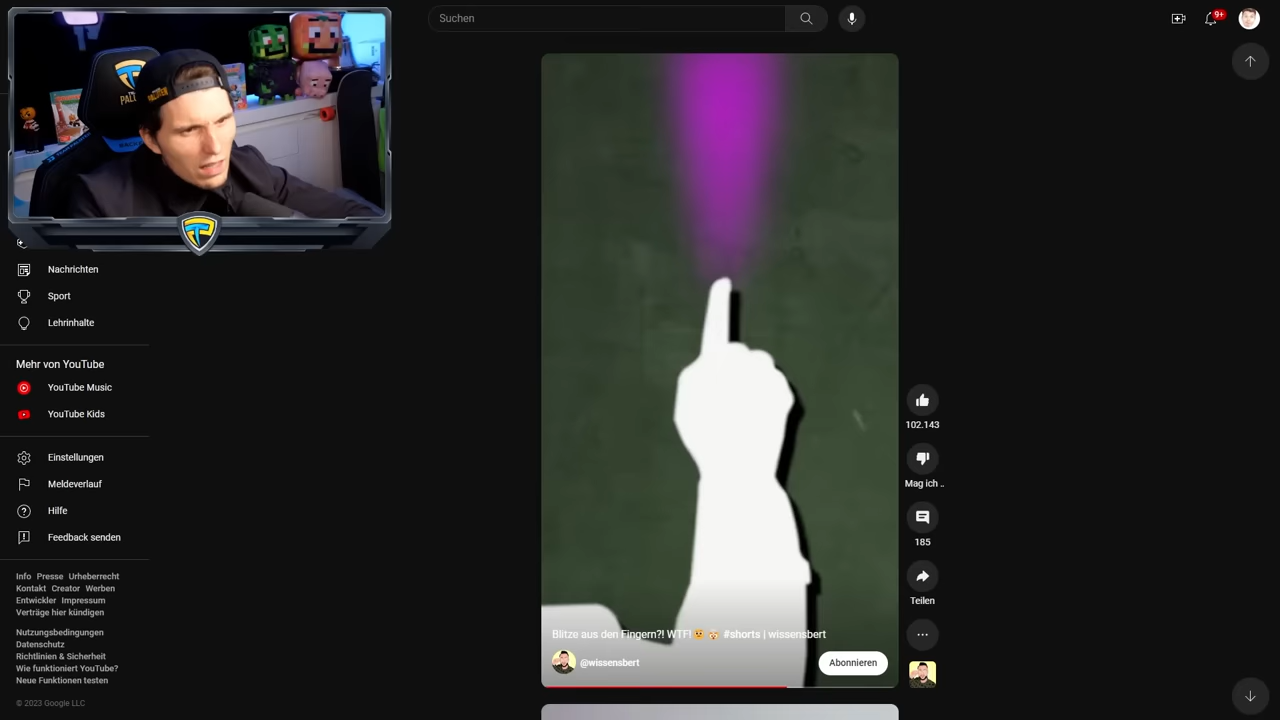 Suchen
9+
Nachrichten
Sport
Lehrinhalte
Mehr von YouTube
YouTube Music
YouTube Kids
Einstellungen
Meldeverlauf
Hilfe
Feedback senden
Info Presse Urheberrecht
Kontakt Creator Werben
Entwickler Impressum
Verträge hier kündigen
Nutzungsbedingungen
Datenschutz
Richtlinien & Sicherheit
Wie funktioniert YouTube?
Neue Funktionen testen
© 2023 Google LLC
Blitze aus den Fingern?! WTF! 😳 🤯 #shorts | wissensbert
@wissensbert
Abonnieren
102.143
Mag ich ..
185
Teilen